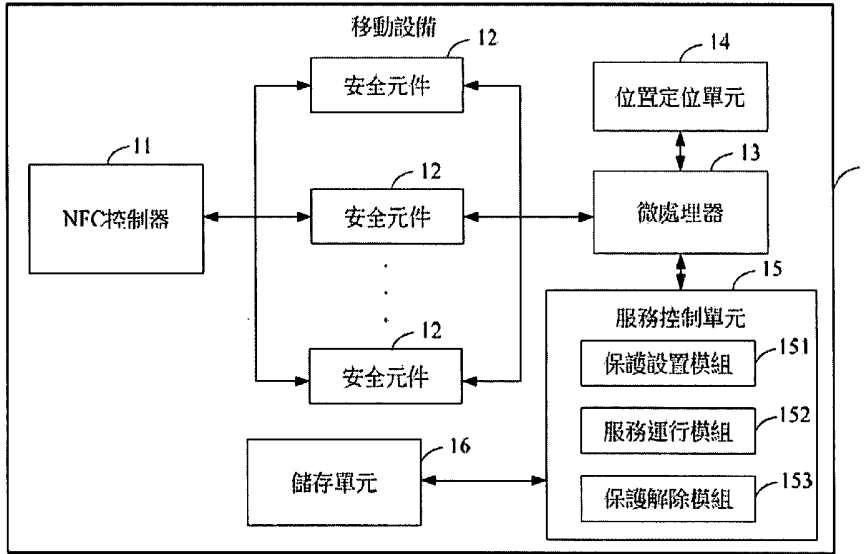 移動設備
12
安全元件
14
位置定位單元
11
NFC控制器
12
安全元件
13
微處理器
15
服務控制單元
12
安全元件
保護設置模組
151
服務運行模組
152
16
儲存單元
保護解除模組
153